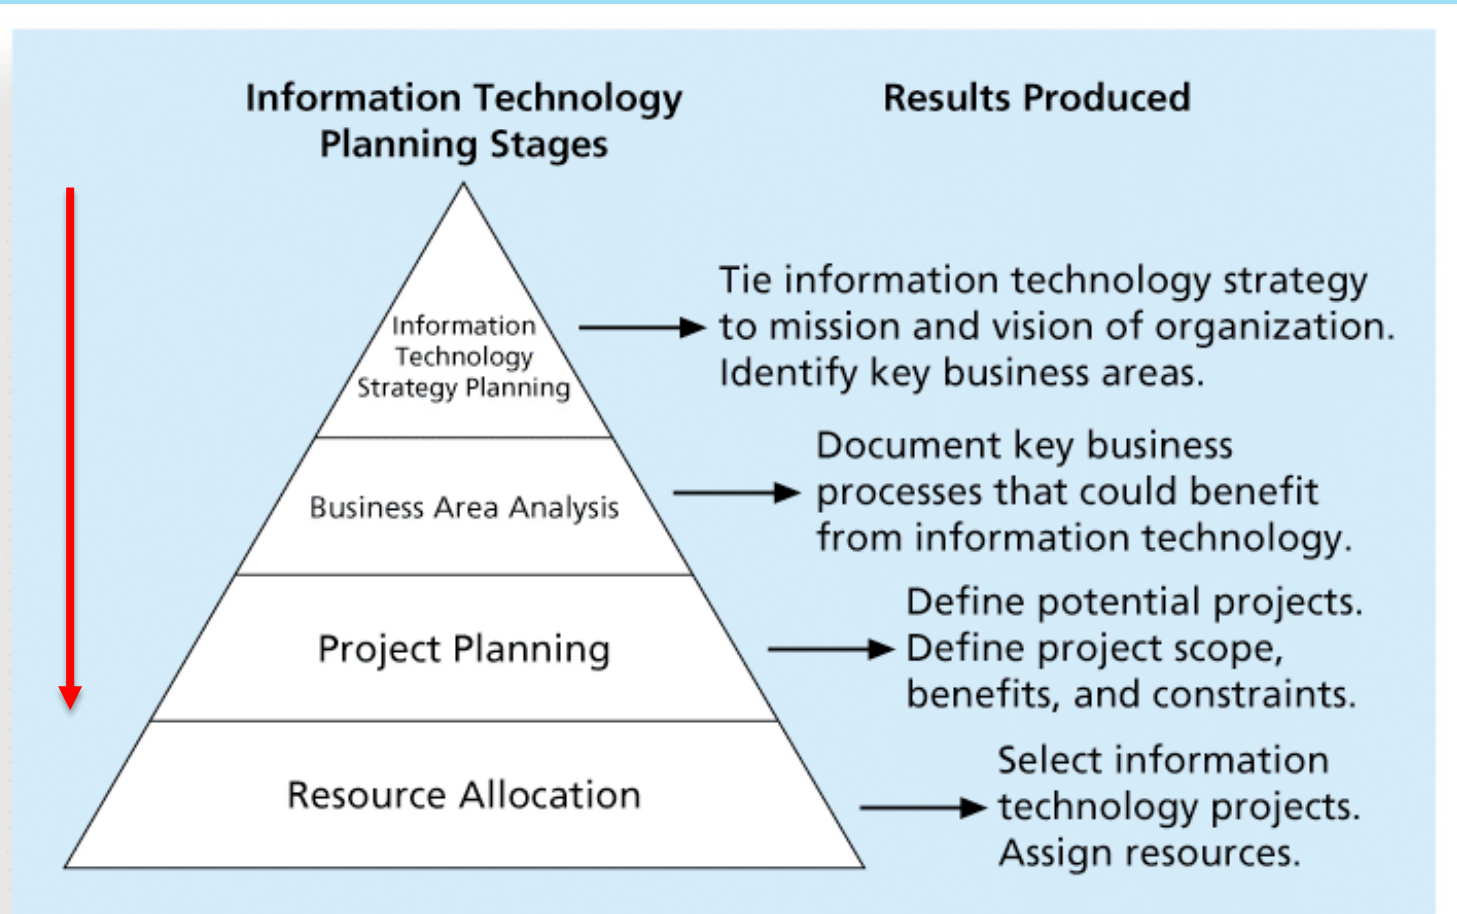 Information Technology
Planning Stages
Results Produced
Information
Technology
Strategy Planning
Tie information technology strategy
to mission and vision of organization.
Identify key business areas.
Business Area Analysis
Document key business
processes that could benefit
from information technology.
Project Planning
Define potential projects.
Define project scope,
benefits, and constraints.
Resource Allocation
Select information
technology projects.
Assign resources.